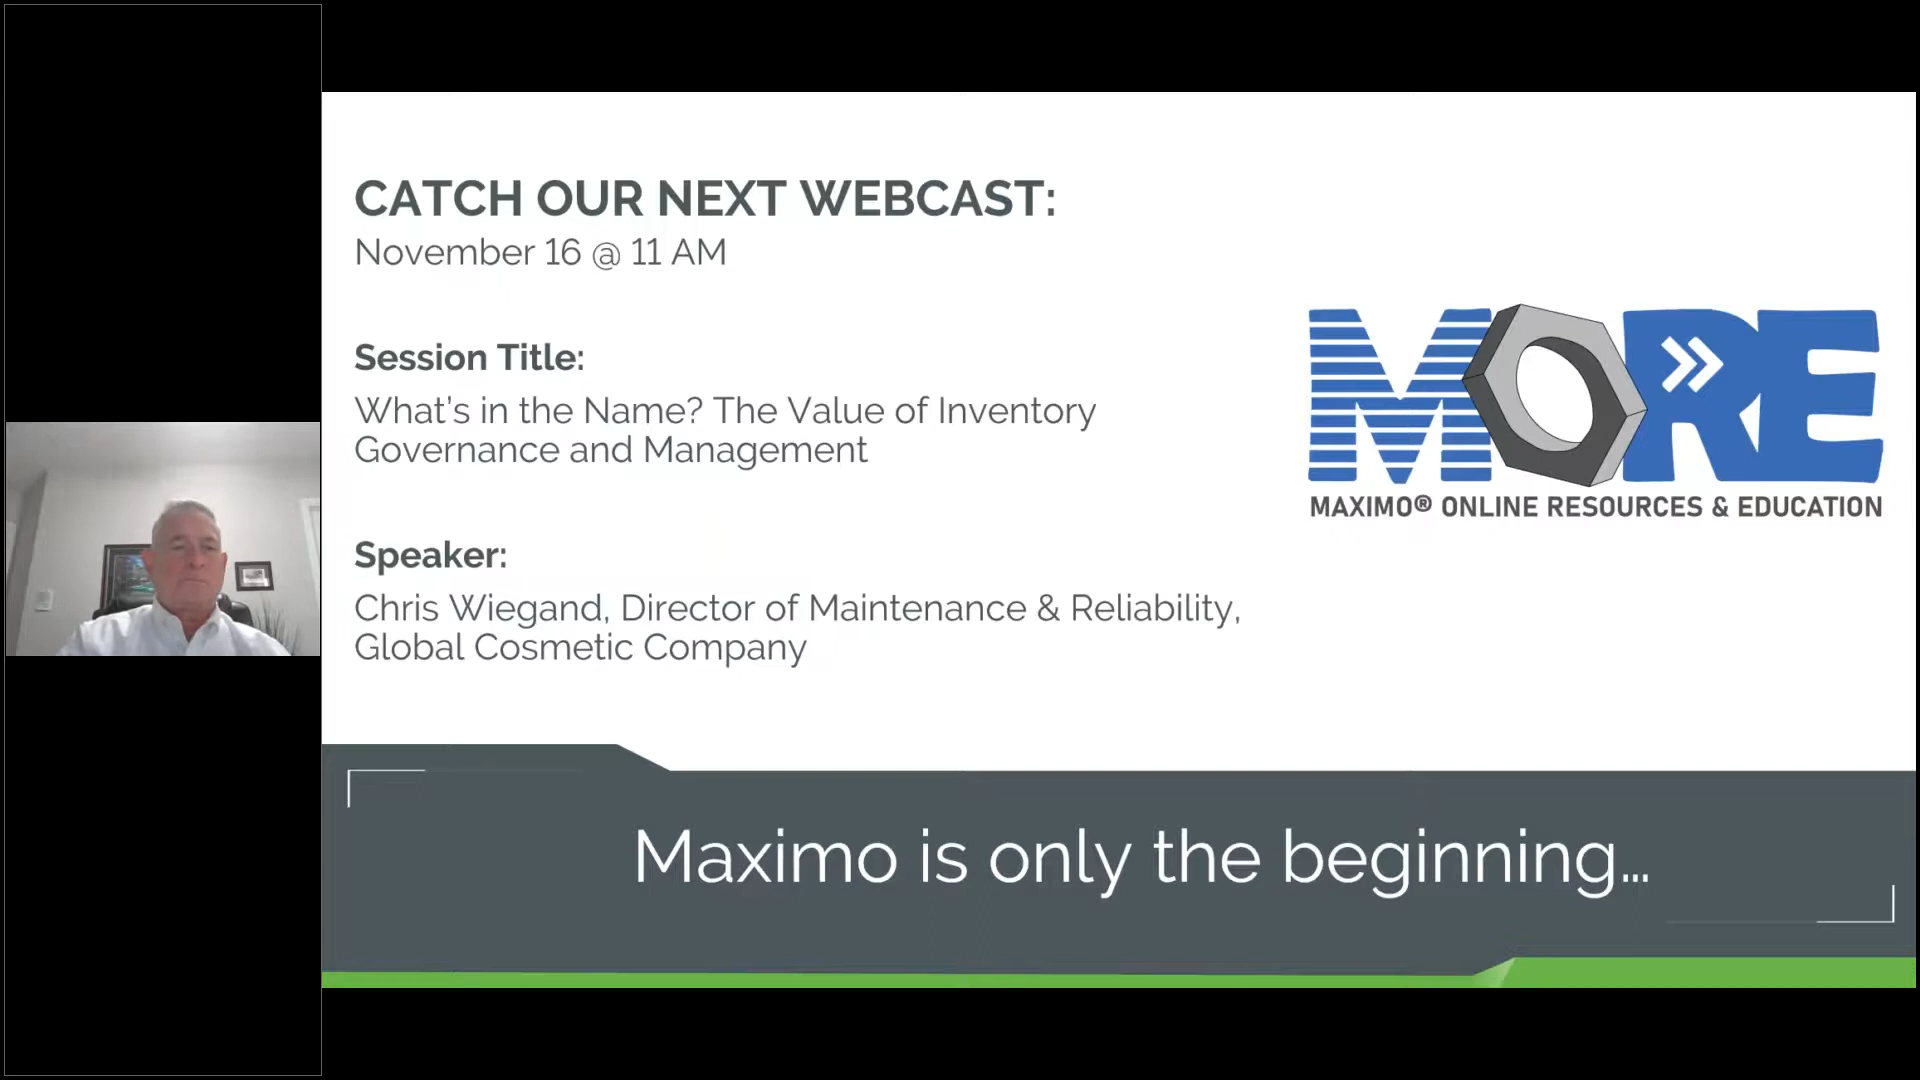 CATCH OUR NEXT WEBCAST:
November 16 @ 11 AM
Session Title:
What's in the Name? The Value of Inventory
Governance and Management
Speaker:
Chris Wiegand, Director of Maintenance & Reliability,
Global Cosmetic Company
MORE
MAXIMO® ONLINE RESOURCES & EDUCATION
Maximo is only the beginning...